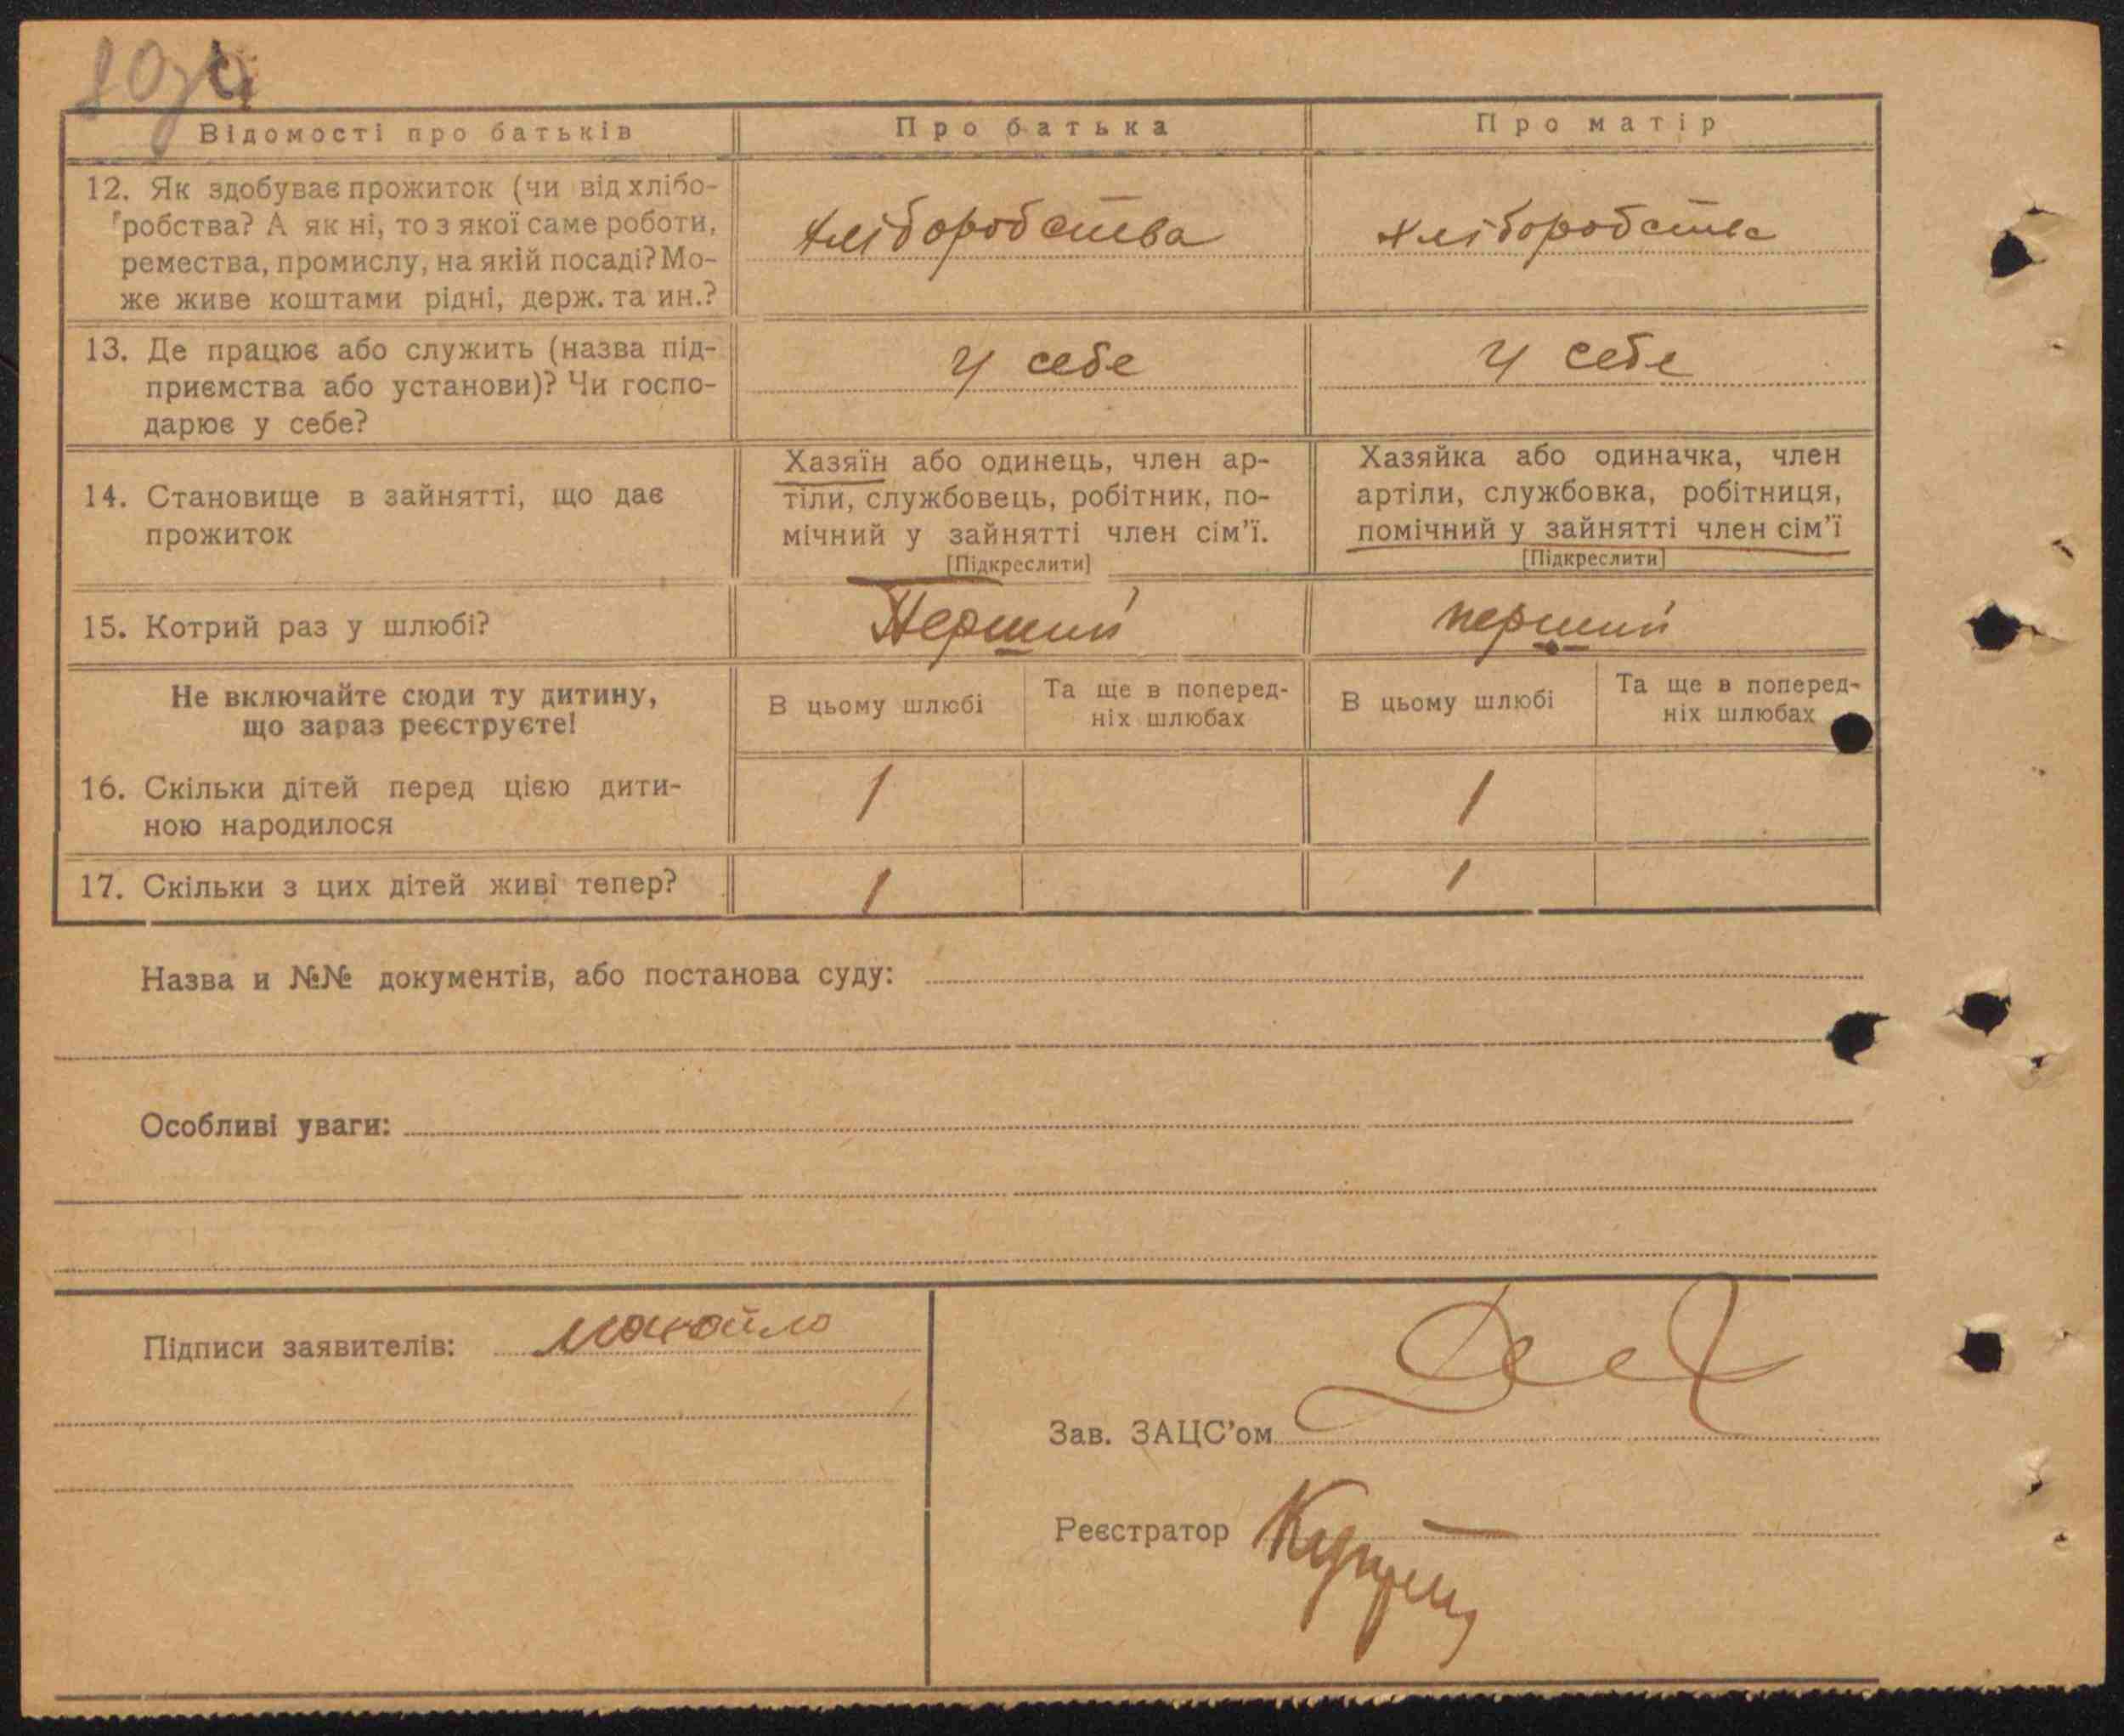 Відомості про батьків
Про батька
Про матір
12. Як здобуває прожиток (чи від хлібо-
робства? А як ні, то з якої саме роботи,
ремества, промислу, на якій посаді? Мо-
же живе коштами рідні, держ. та ин.?
хліборобства
хліборобства
13. Де працює або служить (назва під-
приємства або установи)? Чи госпо-
дарює у себе?
У себе
У себе
14. Становище в зайнятті, що дає
прожиток
Хазяїн або одинець, член ар-
тіли, службовець, робітник, по-
мічний у зайнятті член сім’ї.
[Підкреслити]
Хазяйка або одиначка, член
артіли, службовка, робітниця,
помічний у зайнятті член сім’ї
[Підкреслити]
15. Котрий раз у шлюбі?
Перший
перший
Не включайте сюди ту дитину,
що зараз реєструєте!
В цьому шлюбі
Та ще в поперед-
ніх шлюбах
В цьому шлюбі
Та ще в поперед-
ніх шлюбах
16. Скільки дітей перед цією дити-
ною народилося
1
1
17. Скільки з цих дітей живі тепер?
1
1
Назва и №№ документів, або постанова суду:
Особливі уваги:
Підписи заявителів:
Зав. ЗАЦС’ом
Реєстратор